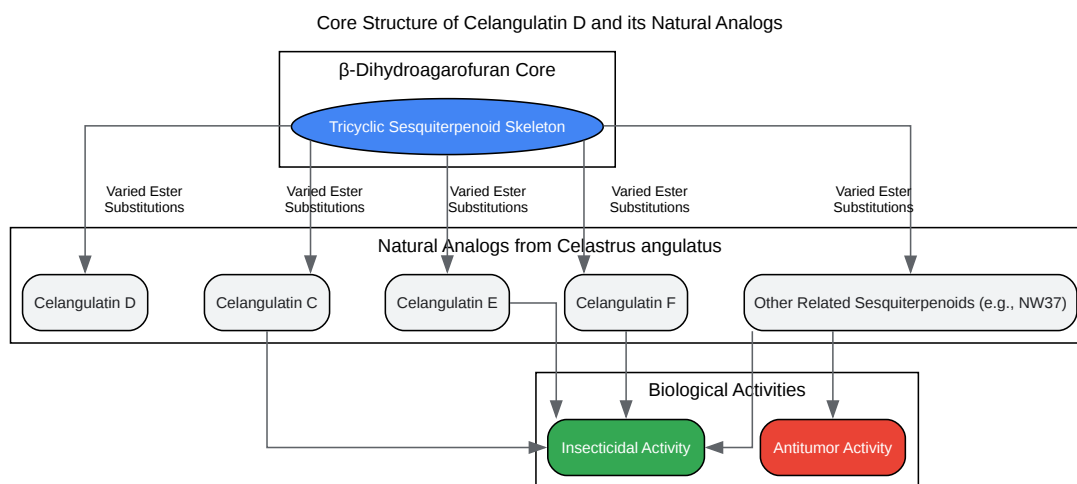 Core Structure of Celangulatin D and its Natural Analogs
β-Dihydroagarofuran Core
Tricyclic Sesquiterpenoid Skeleton
Varied Ester
Substitutions
Varied Ester
Substitutions
Varied Ester
Substitutions
Varied Ester
Substitutions
Varied Ester
Substitutions
Natural Analogs from Celastrus angulatus
Celangulatin D
Celangulatin C
Celangulatin E
Celangulatin F
Other Related Sesquiterpenoids (e.g., NW37)
Biological Activities
Insecticidal Activity
Antitumor Activity